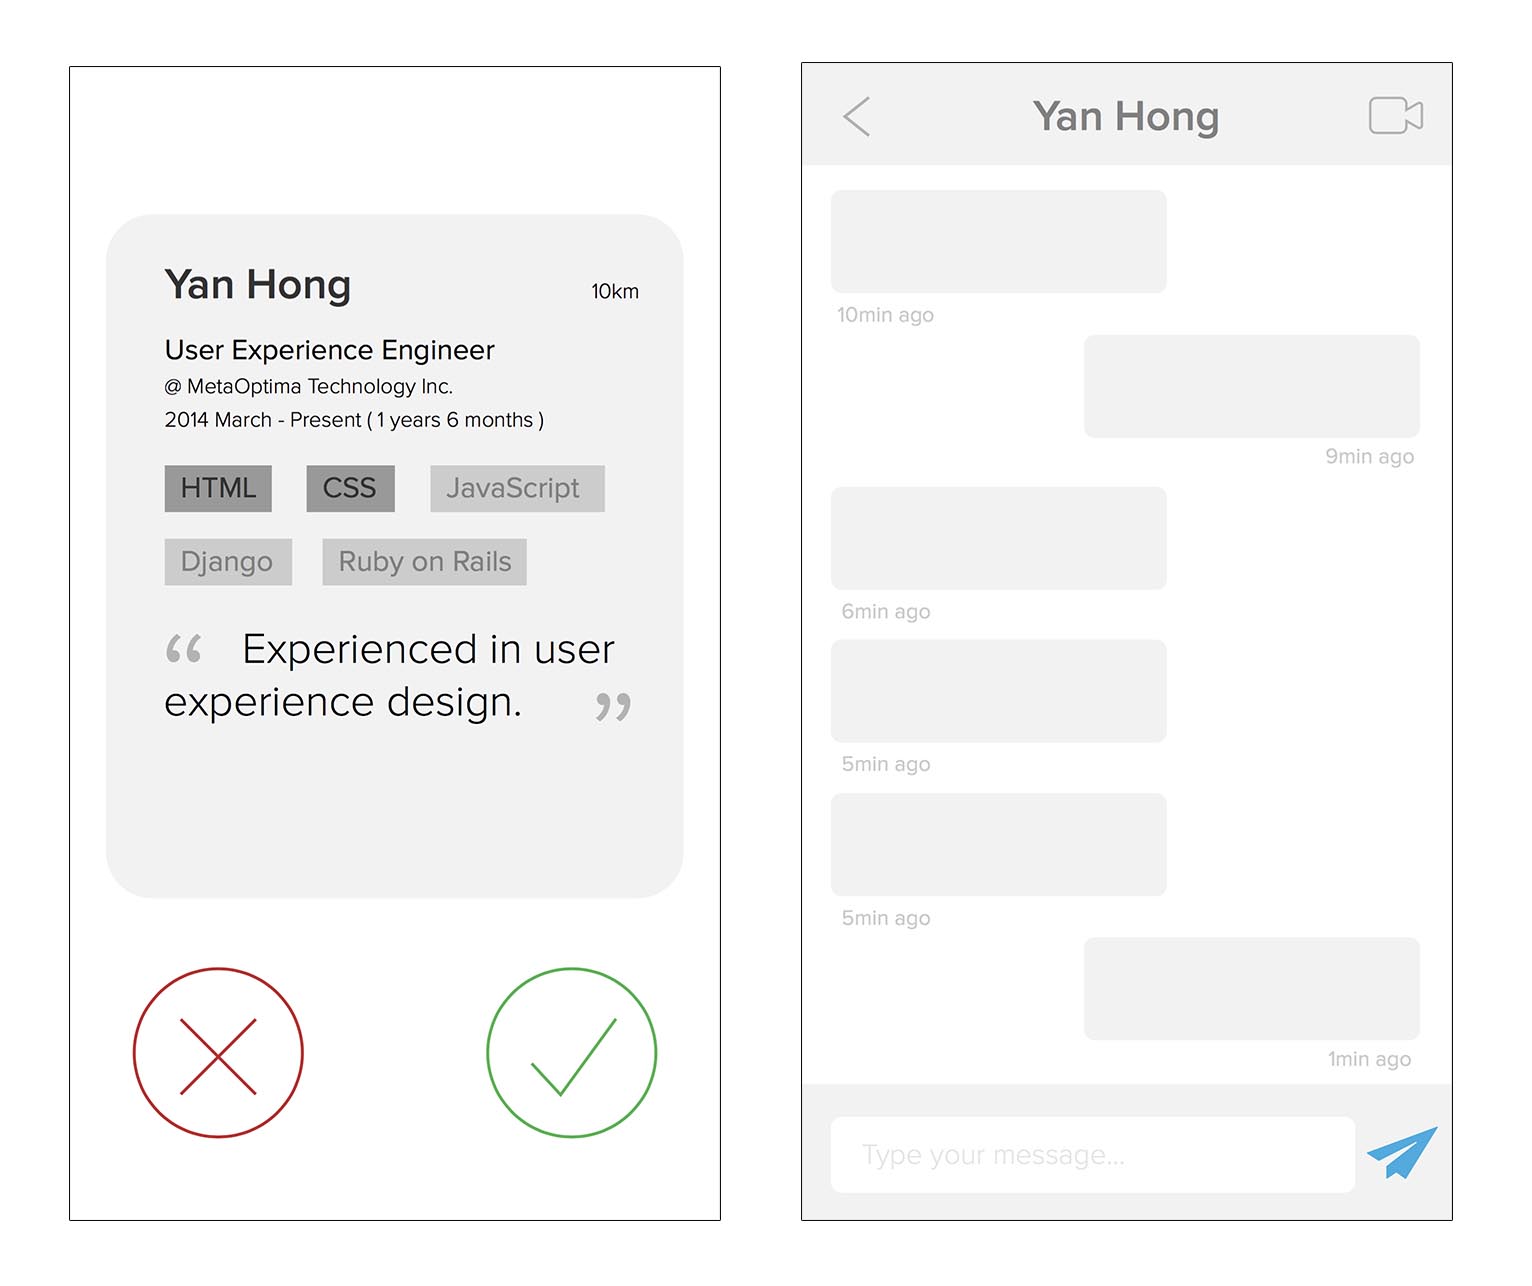 Yan Hong 10km
User Experience Engineer
@ MetaOptima Technology Inc.
2014 March - Present ( 1 years 6 months )
HTML CSS JavaScript
Django Ruby on Rails
“ Experienced in user
experience design. ”
Yan Hong
10min ago
9min ago
6min ago
5min ago
5min ago
1min ago
Type your message...